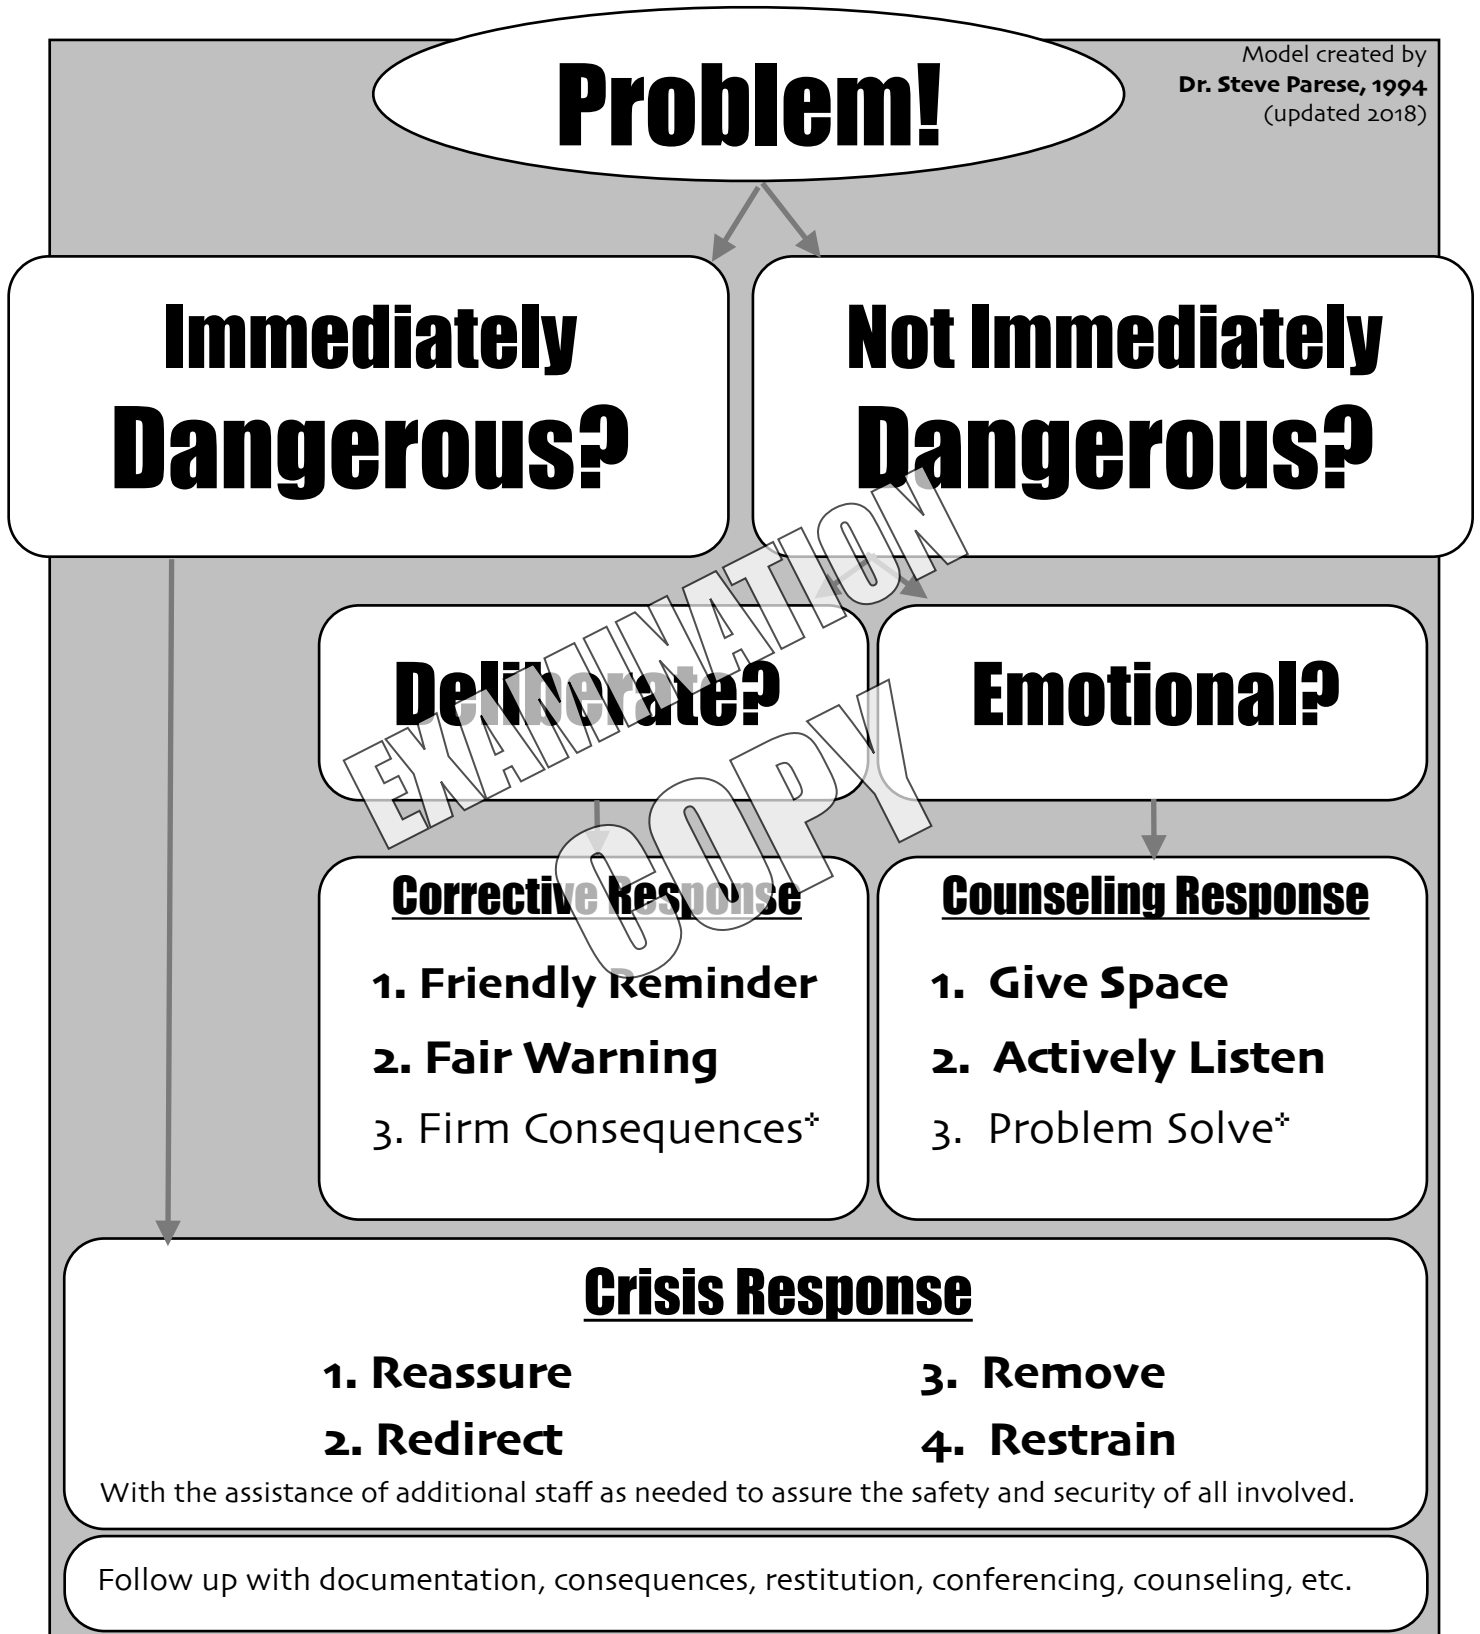 Problem!
Model created by
Dr. Steve Parese, 1994
(updated 2018)
Immediately
Dangerous?
Not Immediately
Dangerous?
EXAMINATION
COPY
Deliberate?
Emotional?
Corrective Response
1. Friendly Reminder
2. Fair Warning
3. Firm Consequences*
Counseling Response
1. Give Space
2. Actively Listen
3. Problem Solve*
Crisis Response
1. Reassure
2. Redirect
3. Remove
4. Restrain
With the assistance of additional staff as needed to assure the safety and security of all involved.
Follow up with documentation, consequences, restitution, conferencing, counseling, etc.